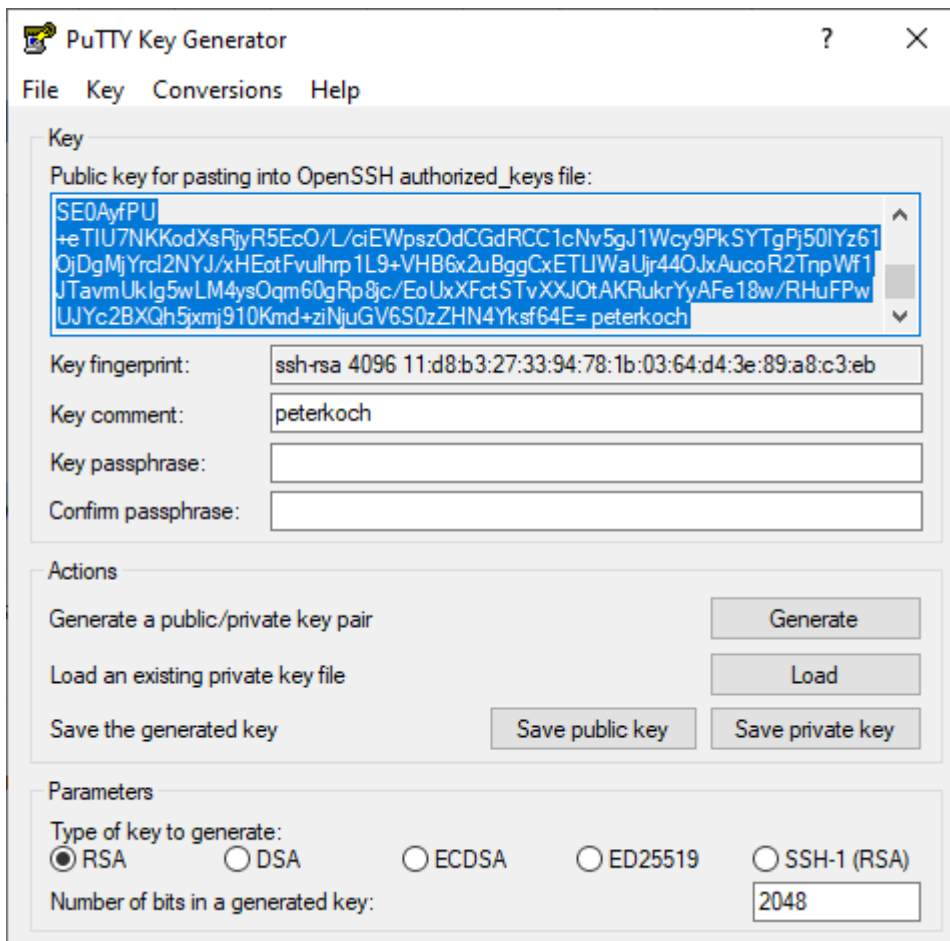 PuTTY Key Generator
? ×
File Key Conversions Help
Key
Public key for pasting into OpenSSH authorized_keys file:
SE0AyfPU
+eTIU7NKKodXsRjyR5EcO/L/ciEWpszOdCGdRCC1cNv5gJ1Wcy9PkSYTgPj50IYz61
OjDgMjYrcl2NYJ/xHEotFvulhrp1L9+VHB6x2uBggCxETLIWaUjr44OJxAucoR2TnpWf1
JTavmUkIg5wLM4ysOqm60gRp8jc/EoUxXFctSTvXXJOtAKRukrYyAFe18w/RHuFPw
UJYc2BXQh5jxmj910Kmd+ziNjuGV6S0zZHN4Yksf64E= peterkoch
Key fingerprint: ssh-rsa 4096 11:d8:b3:27:33:94:78:1b:03:64:d4:3e:89:a8:c3:eb
Key comment: peterkoch
Key passphrase:
Confirm passphrase:
Actions
Generate a public/private key pair Generate
Load an existing private key file Load
Save the generated key Save public key Save private key
Parameters
Type of key to generate:
RSA DSA ECDSA ED25519 SSH-1 (RSA)
Number of bits in a generated key: 2048